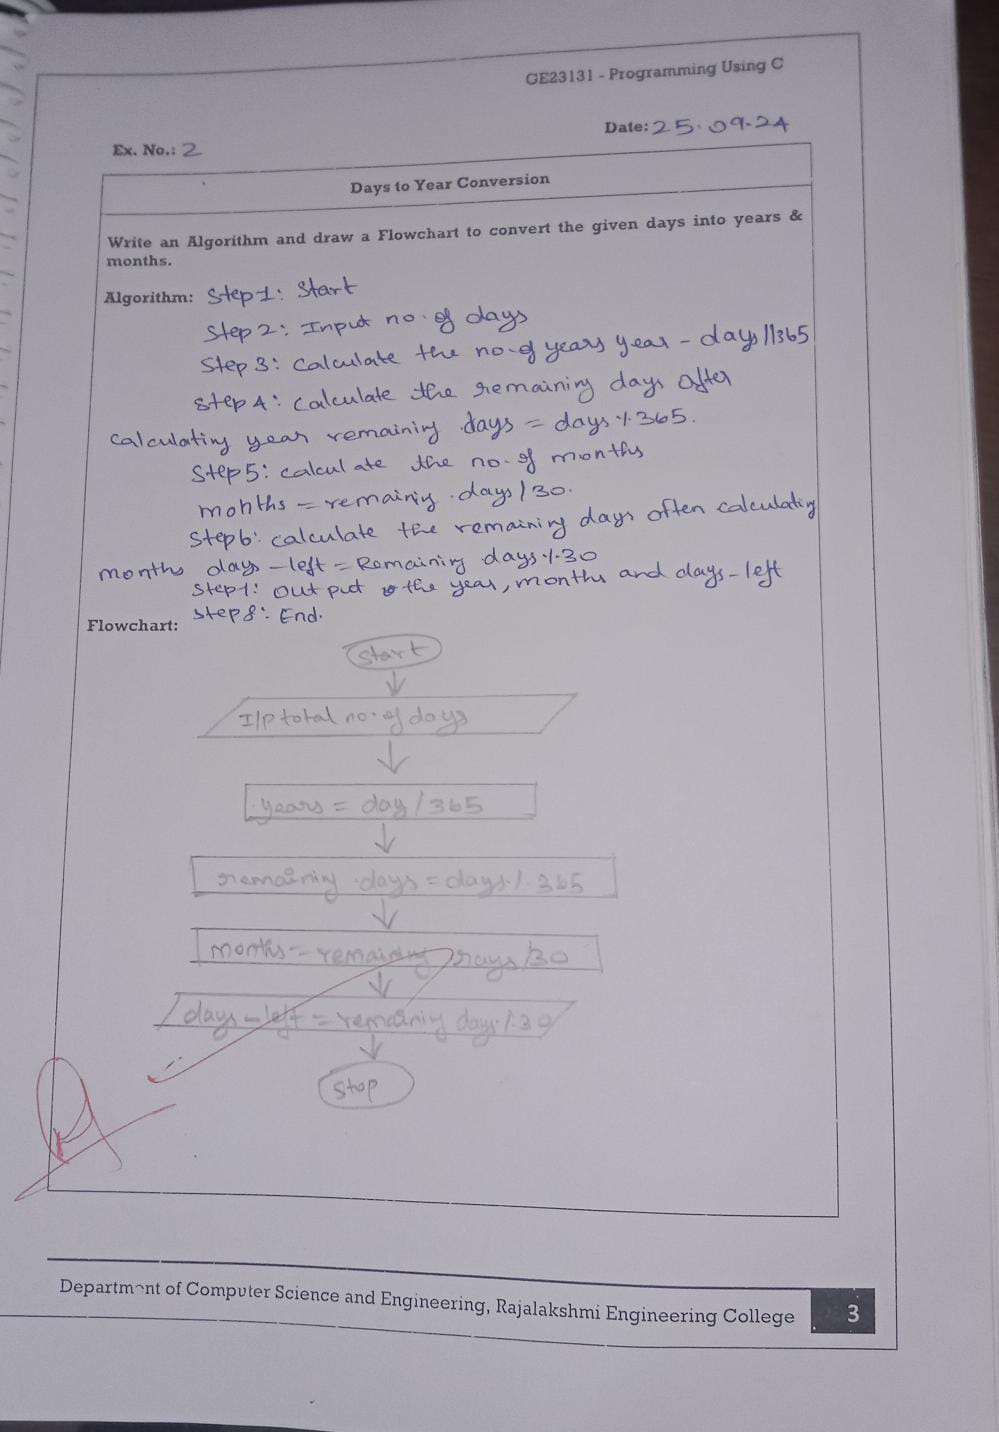 GE23131 - Programming Using C
Date: 25.09.24
Ex. No.: 2
Days to Year Conversion
Write an Algorithm and draw a Flowchart to convert the given days into years &
months.
Algorithm: Step 1: Start
Step 2: Input no. of days
Step 3: Calculate the no. of years year - days//365
Step 4: Calculate the remaining days after
calculating year remaining days = days % 365.
Step 5: calculate the no. of months
months = remaining days / 30.
Step 6: calculate the remaining days often calculating
months days - left = Remaining days % 30
Step 7: Output the year, months and days - left
Step 8: End.
Flowchart:
Start
I/P total no. of days
years = day / 365
remaining days = days % 365
months = remaining days / 30
days - left = remaining days % 30
Stop
Department of Computer Science and Engineering, Rajalakshmi Engineering College 3